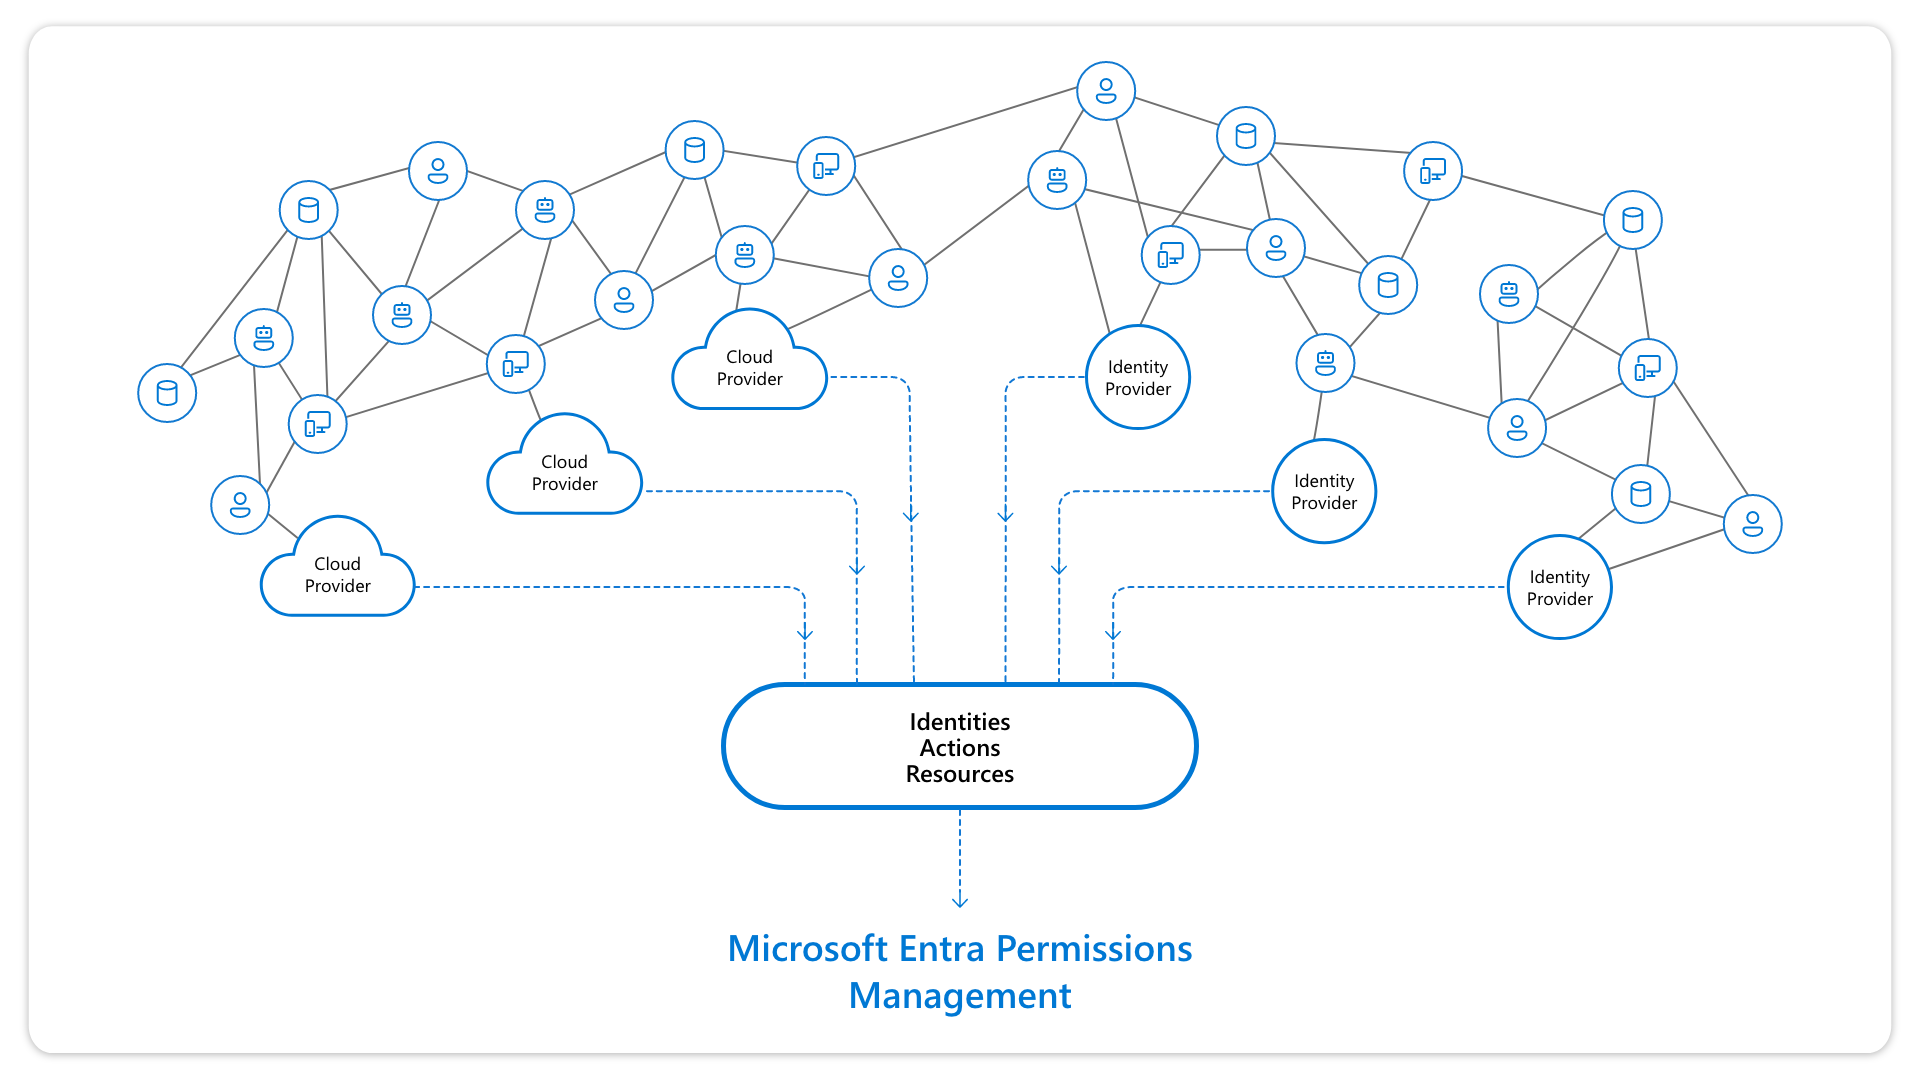 Cloud
Provider
Identity
Provider
Cloud
Provider
Identity
Provider
Cloud
Provider
Identity
Provider
Identities
Actions
Resources
Microsoft Entra Permissions
Management